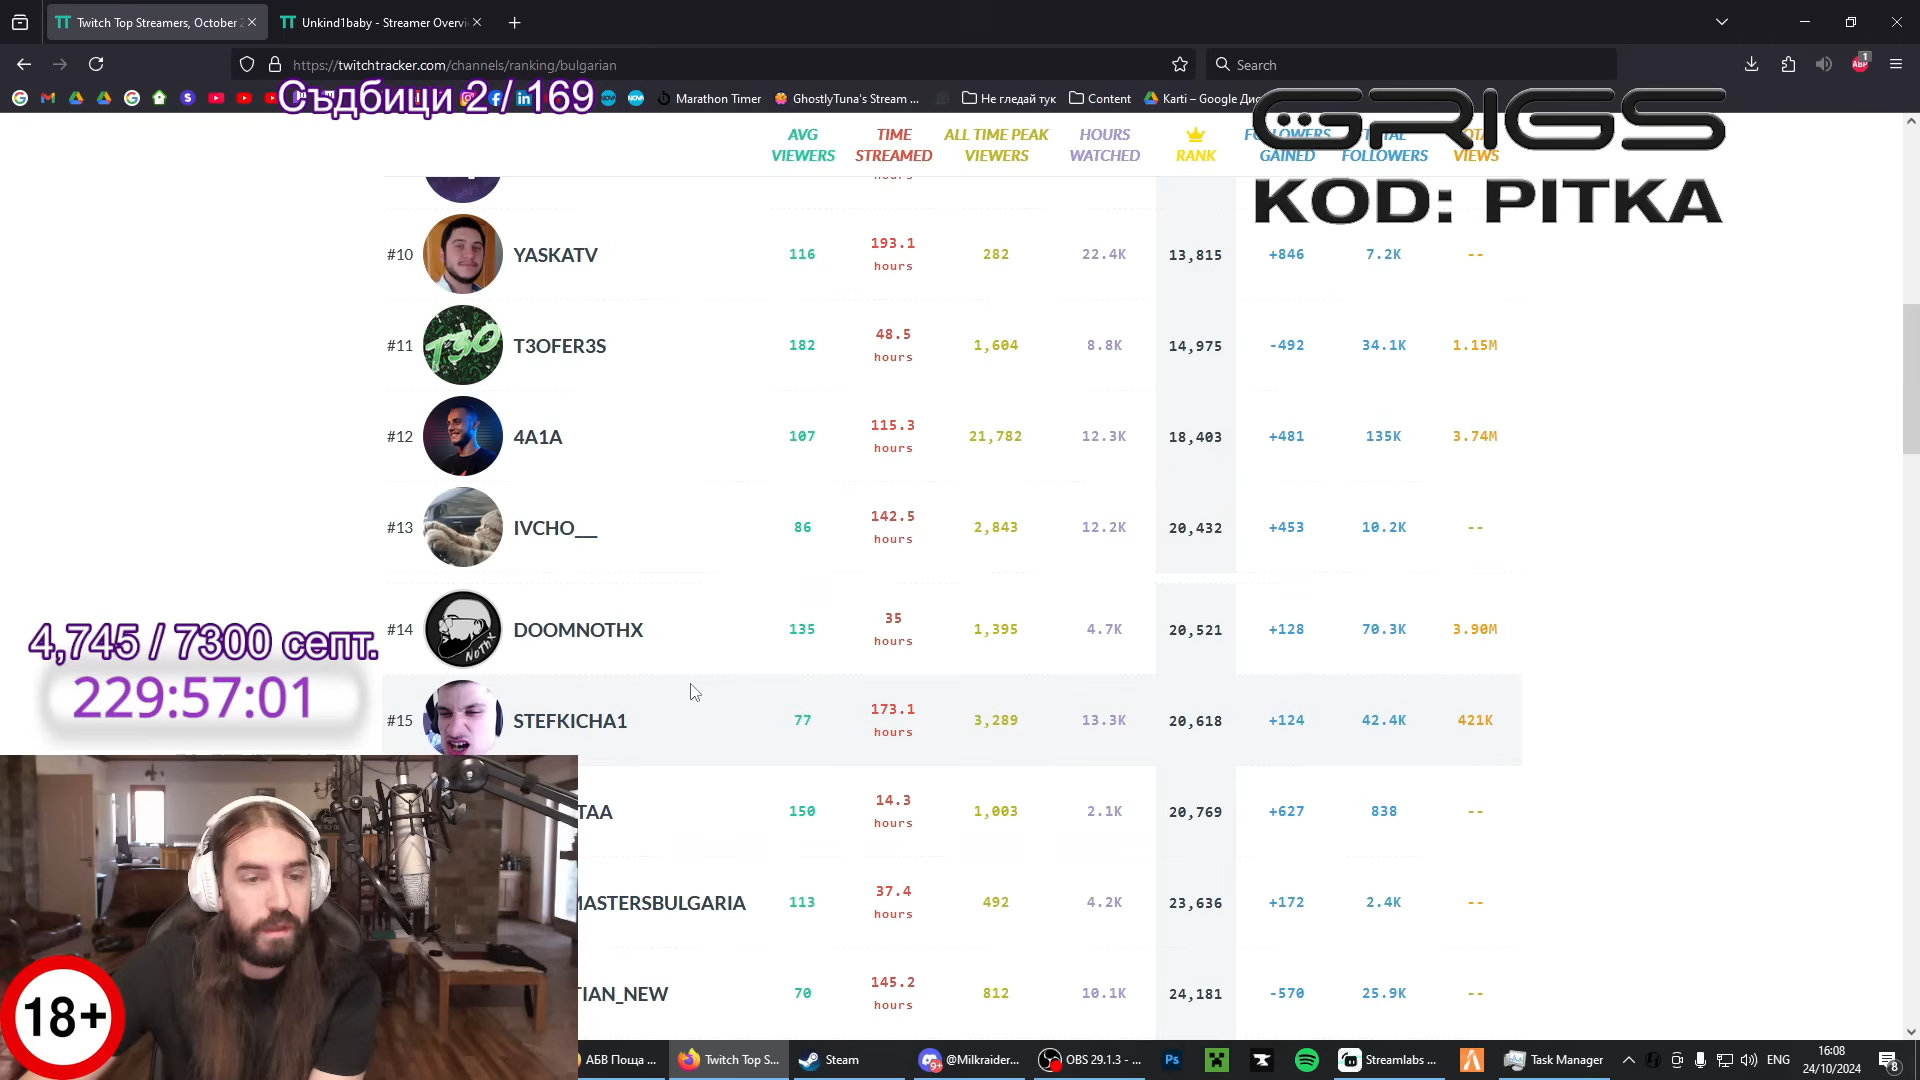 Twitch Top Streamers, October 2
Unkind1baby - Streamer Overvi
https://twitchtracker.com/channels/ranking/bulgarian
Search
Съдбици 2 / 169
Marathon Timer
GhostlyTuna's Stream ...
Не гледай тук
Content
Karti – Google Дис
GRIGS
KOD: PITKA
AVG VIEWERS
TIME STREAMED
ALL TIME PEAK VIEWERS
HOURS WATCHED
RANK
FOLLOWERS GAINED
FOLLOWERS
VIEWS
hours
#10 YASKATV 116 193.1 hours 282 22.4K 13,815 +846 7.2K --
#11 T3OFER3S 182 48.5 hours 1,604 8.8K 14,975 -492 34.1K 1.15M
#12 4A1A 107 115.3 hours 21,782 12.3K 18,403 +481 135K 3.74M
#13 IVCHO__ 86 142.5 hours 2,843 12.2K 20,432 +453 10.2K --
#14 DOOMNOTHX 135 35 hours 1,395 4.7K 20,521 +128 70.3K 3.90M
#15 STEFKICHA1 77 173.1 hours 3,289 13.3K 20,618 +124 42.4K 421K
TAA 150 14.3 hours 1,003 2.1K 20,769 +627 838 --
MASTERSBULGARIA 113 37.4 hours 492 4.2K 23,636 +172 2.4K --
TIAN_NEW 70 145.2 hours 812 10.1K 24,181 -570 25.9K --
4,745 / 7300 септ.
229:57:01
18+
АБВ Поща ...
Twitch Top S...
Steam
@Milkraider...
OBS 29.1.3 - ...
Streamlabs ...
Task Manager
ENG
16:08
24/10/2024